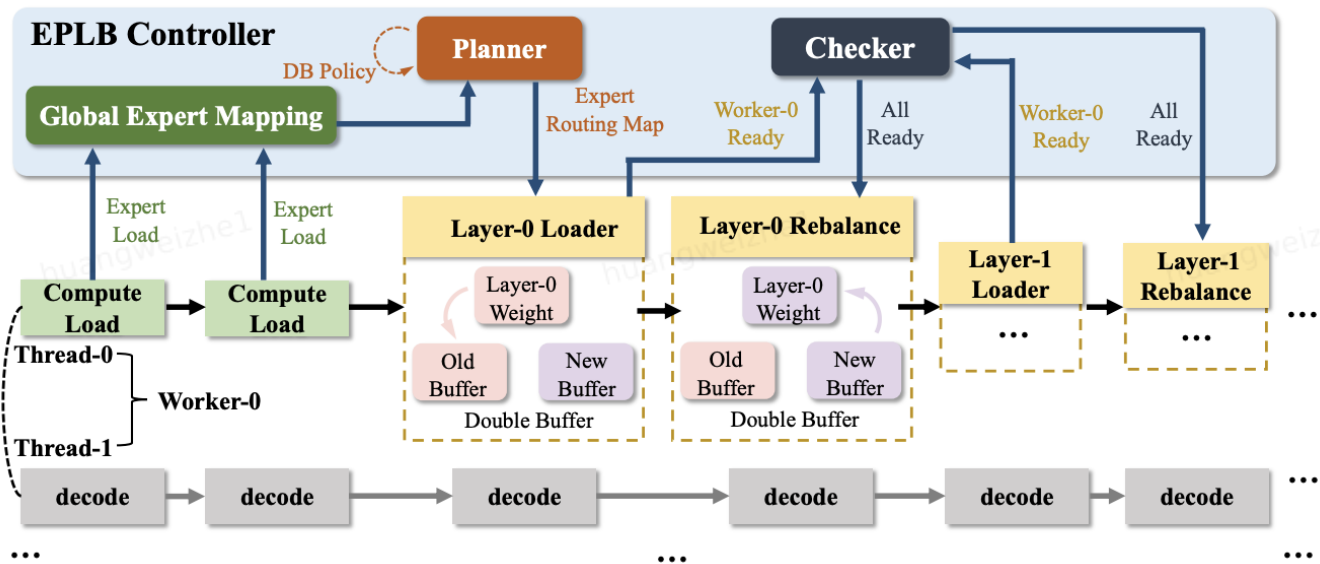 EPLB Controller
Planner
DB Policy
Global Expert Mapping
Checker
Expert
Routing Map
Worker-0
Ready
All
Ready
Worker-0
Ready
All
Ready
Expert
Load
Expert
Load
Compute
Load
Compute
Load
Layer-0 Loader
Layer-0
Weight
Old
Buffer
New
Buffer
Double Buffer
Layer-0 Rebalance
Layer-0
Weight
Old
Buffer
New
Buffer
Double Buffer
Layer-1
Loader
...
Layer-1
Rebalance
...
...
Thread-0
Worker-0
Thread-1
decode
decode
decode
decode
decode
decode
...
...
...
...
huangweizhe1
huangweizhe1
huangweiz